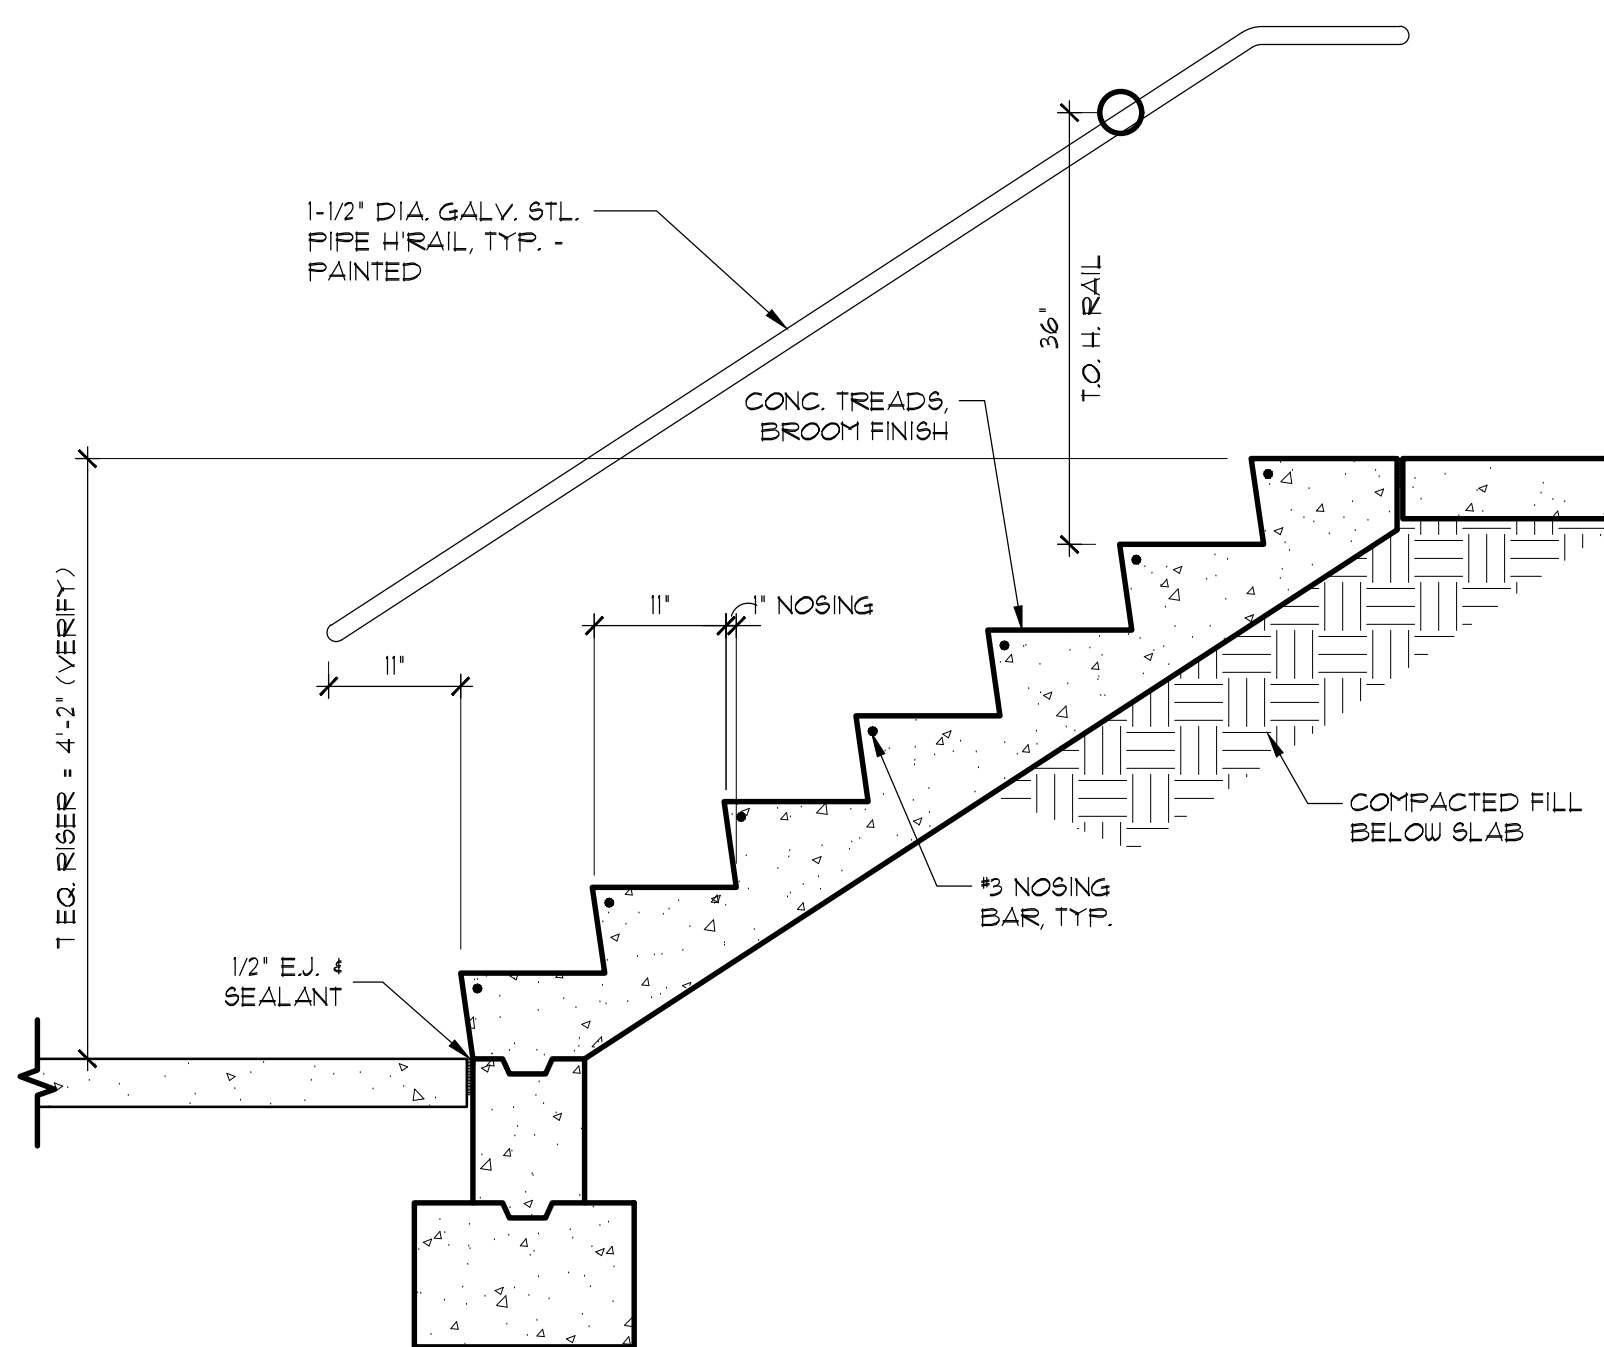 1-1/2" DIA. GALV. STL.
PIPE H'RAIL, TYP. -
PAINTED
36"
T.O. H. RAIL
CONC. TREADS,
BROOM FINISH
11"
1" NOSING
11"
7 EQ. RISER = 4'-2" (VERIFY)
COMPACTED FILL
BELOW SLAB
#3 NOSING
BAR, TYP.
1/2" E.J. &
SEALANT